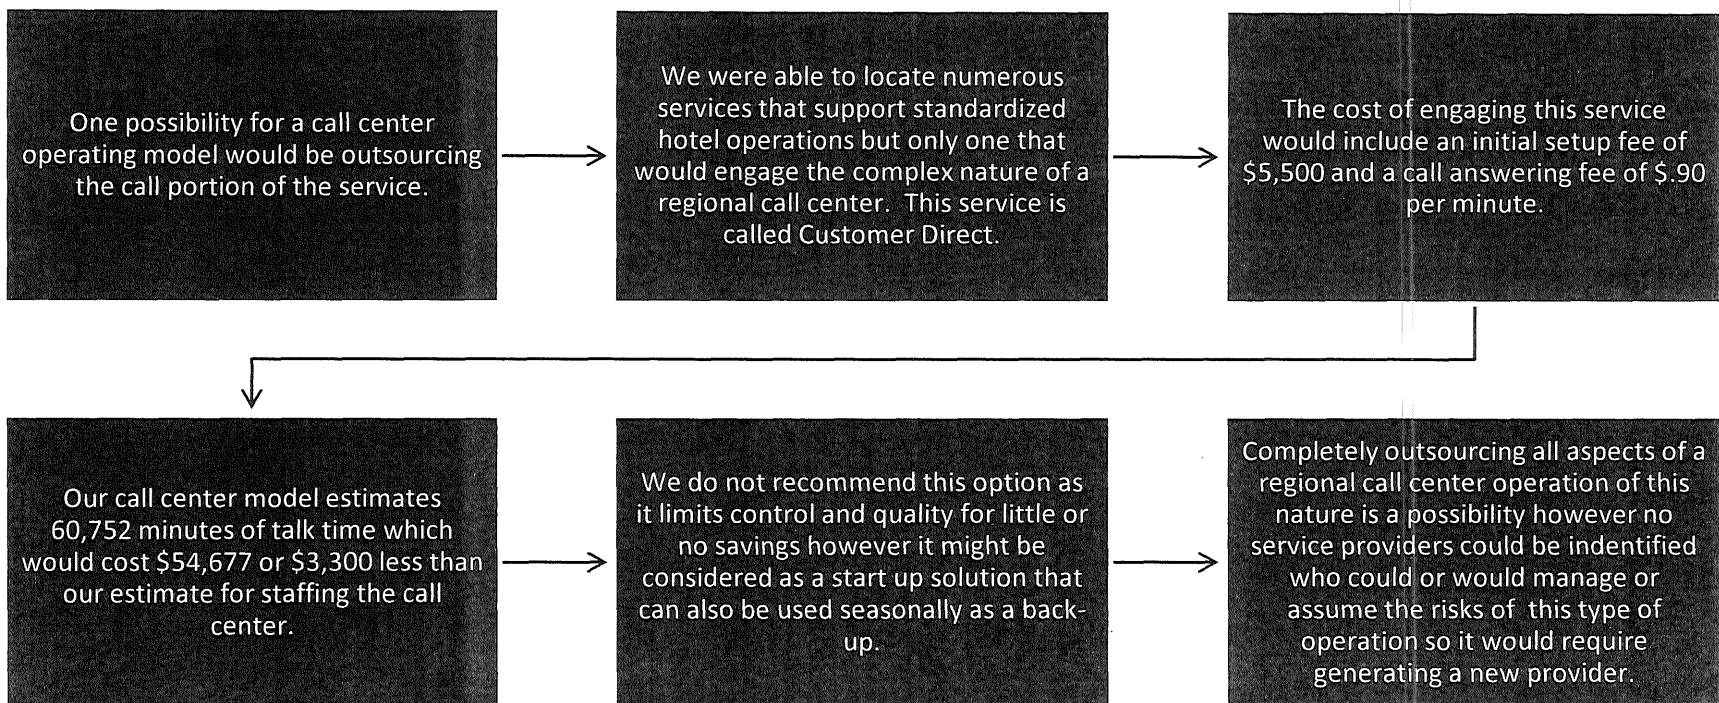 One possibility for a call center
operating model would be outsourcing
the call portion of the service.
We were able to locate numerous
services that support standardized
hotel operations but only one that
would engage the complex nature of a
regional call center.  This service is
called Customer Direct.
The cost of engaging this service
would include an initial setup fee of
$5,500 and a call answering fee of $.90
per minute.
Our call center model estimates
60,752 minutes of talk time which
would cost $54,677 or $3,300 less than
our estimate for staffing the call
center.
We do not recommend this option as
it limits control and quality for little or
no savings however it might be
considered as a start up solution that
can also be used seasonally as a back-
up.
Completely outsourcing all aspects of a
regional call center operation of this
nature is a possibility however no
service providers could be indentified
who could or would manage or
assume the risks of  this type of
operation so it would require
generating a new provider.